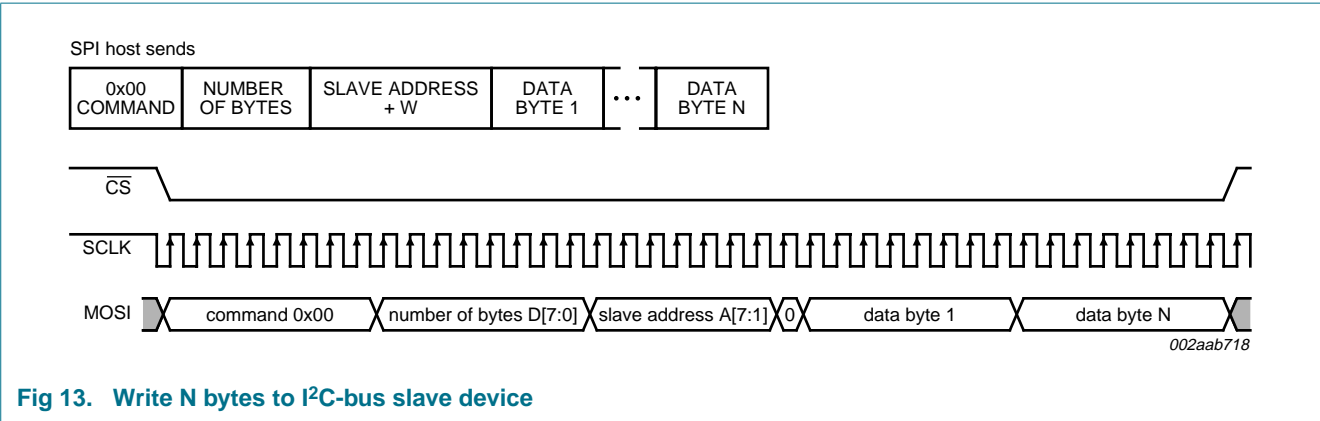 SPI host sends
0x00 COMMAND
NUMBER OF BYTES
SLAVE ADDRESS + W
DATA BYTE 1
...
DATA BYTE N
CS
SCLK
MOSI
command 0x00
number of bytes D[7:0]
slave address A[7:1]
0
data byte 1
data byte N
002aab718
Fig 13. Write N bytes to I2C-bus slave device